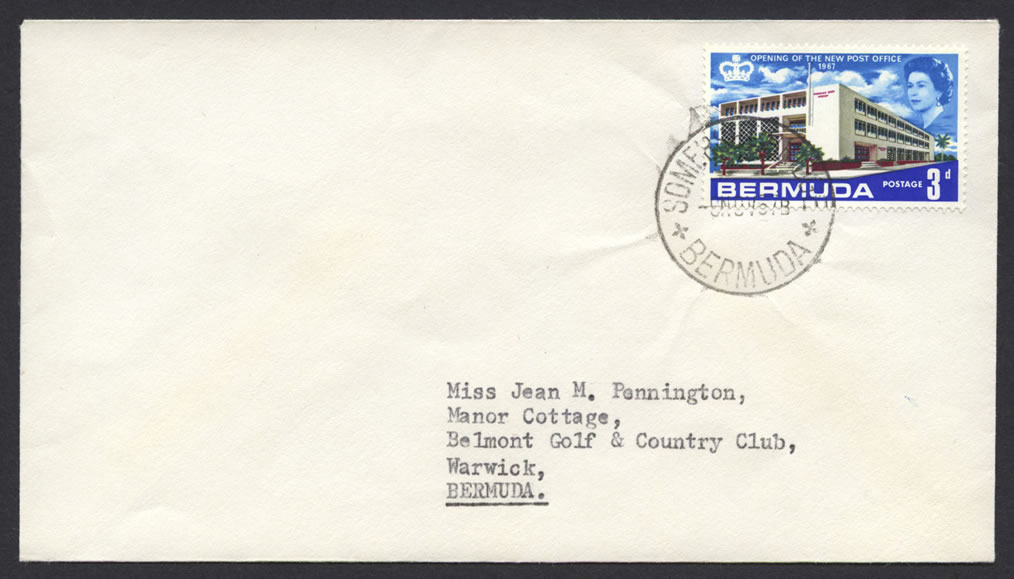 OPENING OF THE NEW POST OFFICE
1967
BERMUDA POSTAGE 3d
BERMUDA
Miss Jean M. Pennington,
Manor Cottage,
Belmont Golf & Country Club,
Warwick,
BERMUDA.